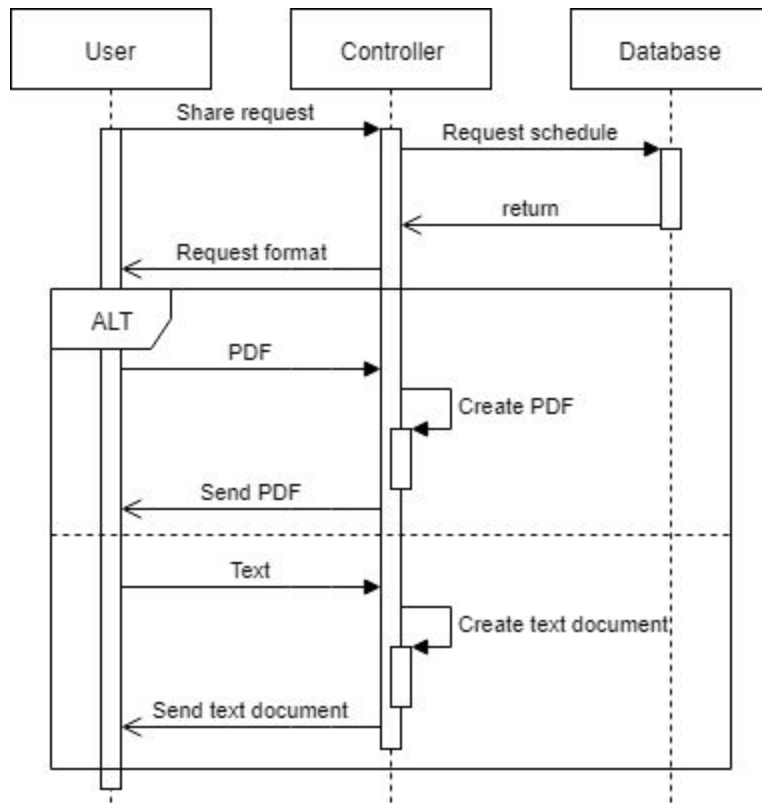 User
Controller
Database
Share request
Request schedule
return
Request format
ALT
PDF
Create PDF
Send PDF
Text
Create text document
Send text document